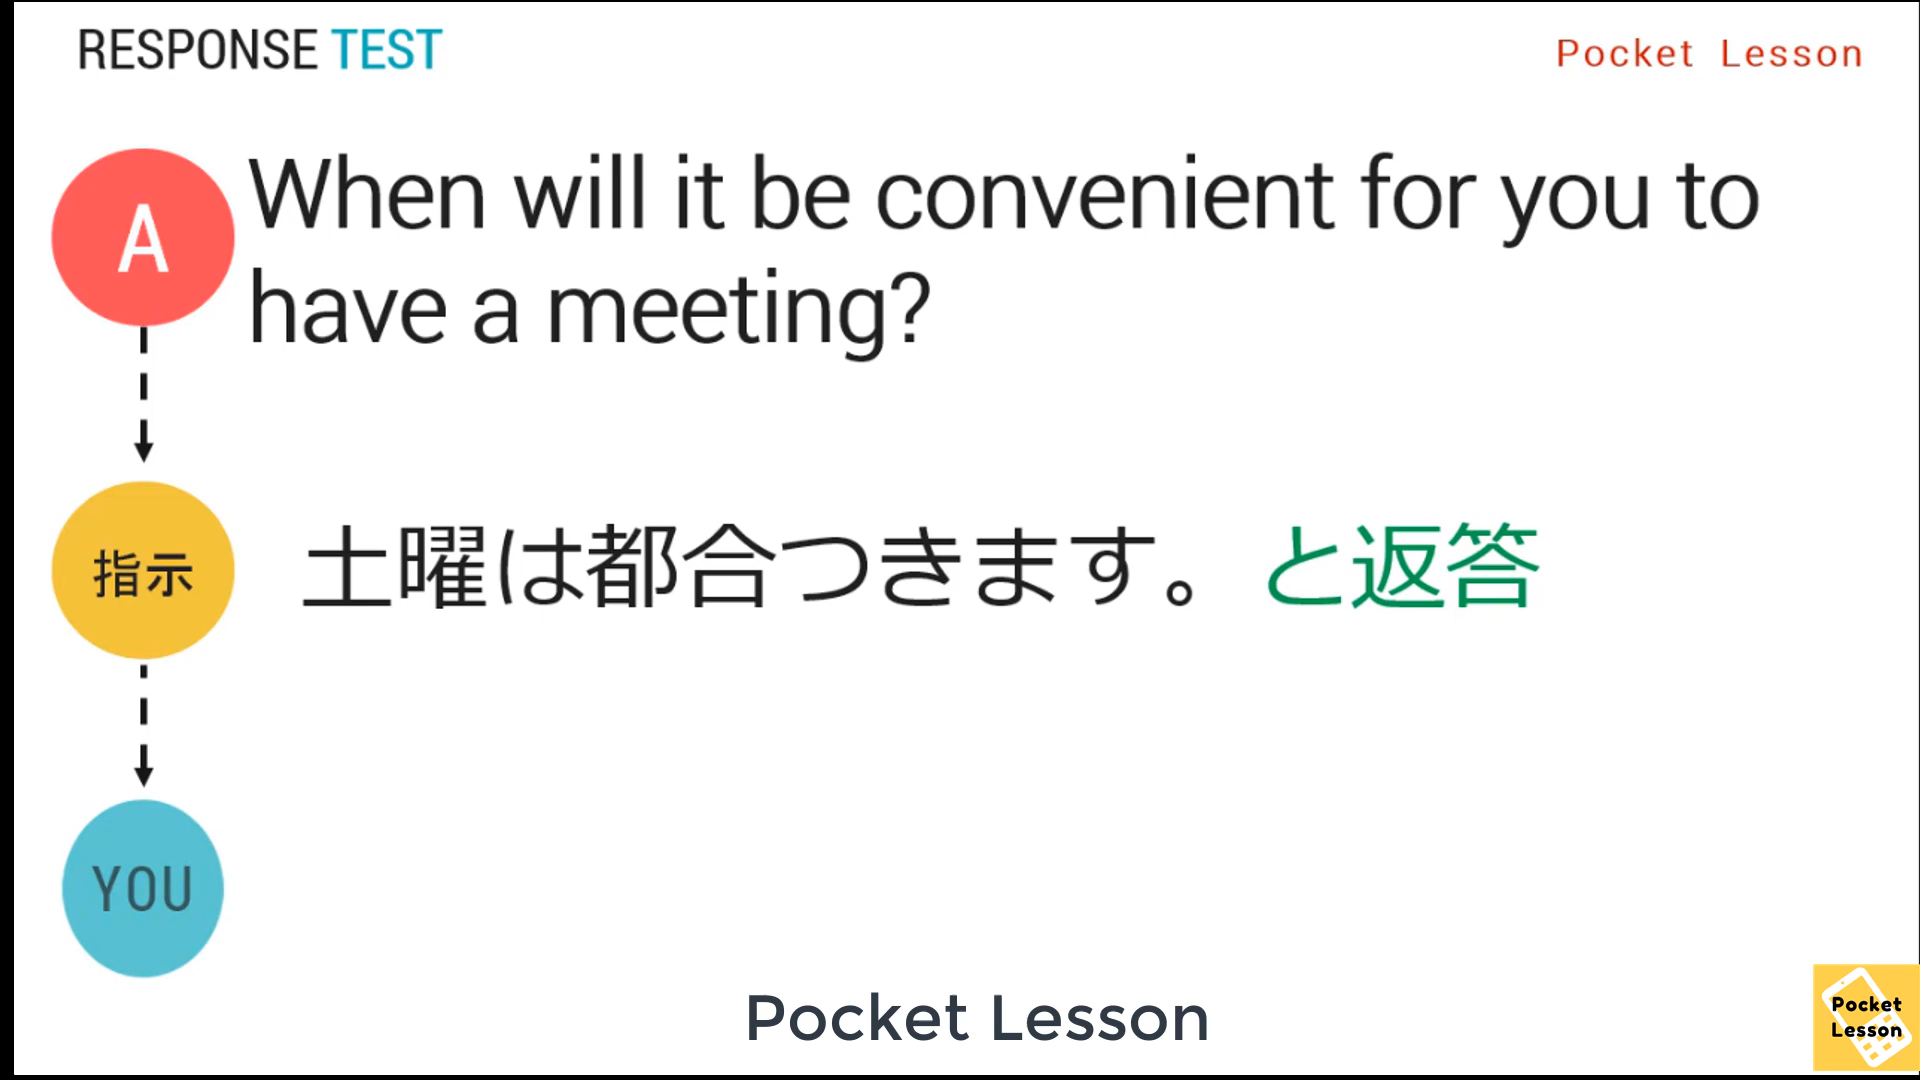 RESPONSE TEST
Pocket Lesson
A
When will it be convenient for you to
have a meeting?
指示
土曜は都合つきます。と返答
YOU
Pocket Lesson
Pocket
Lesson